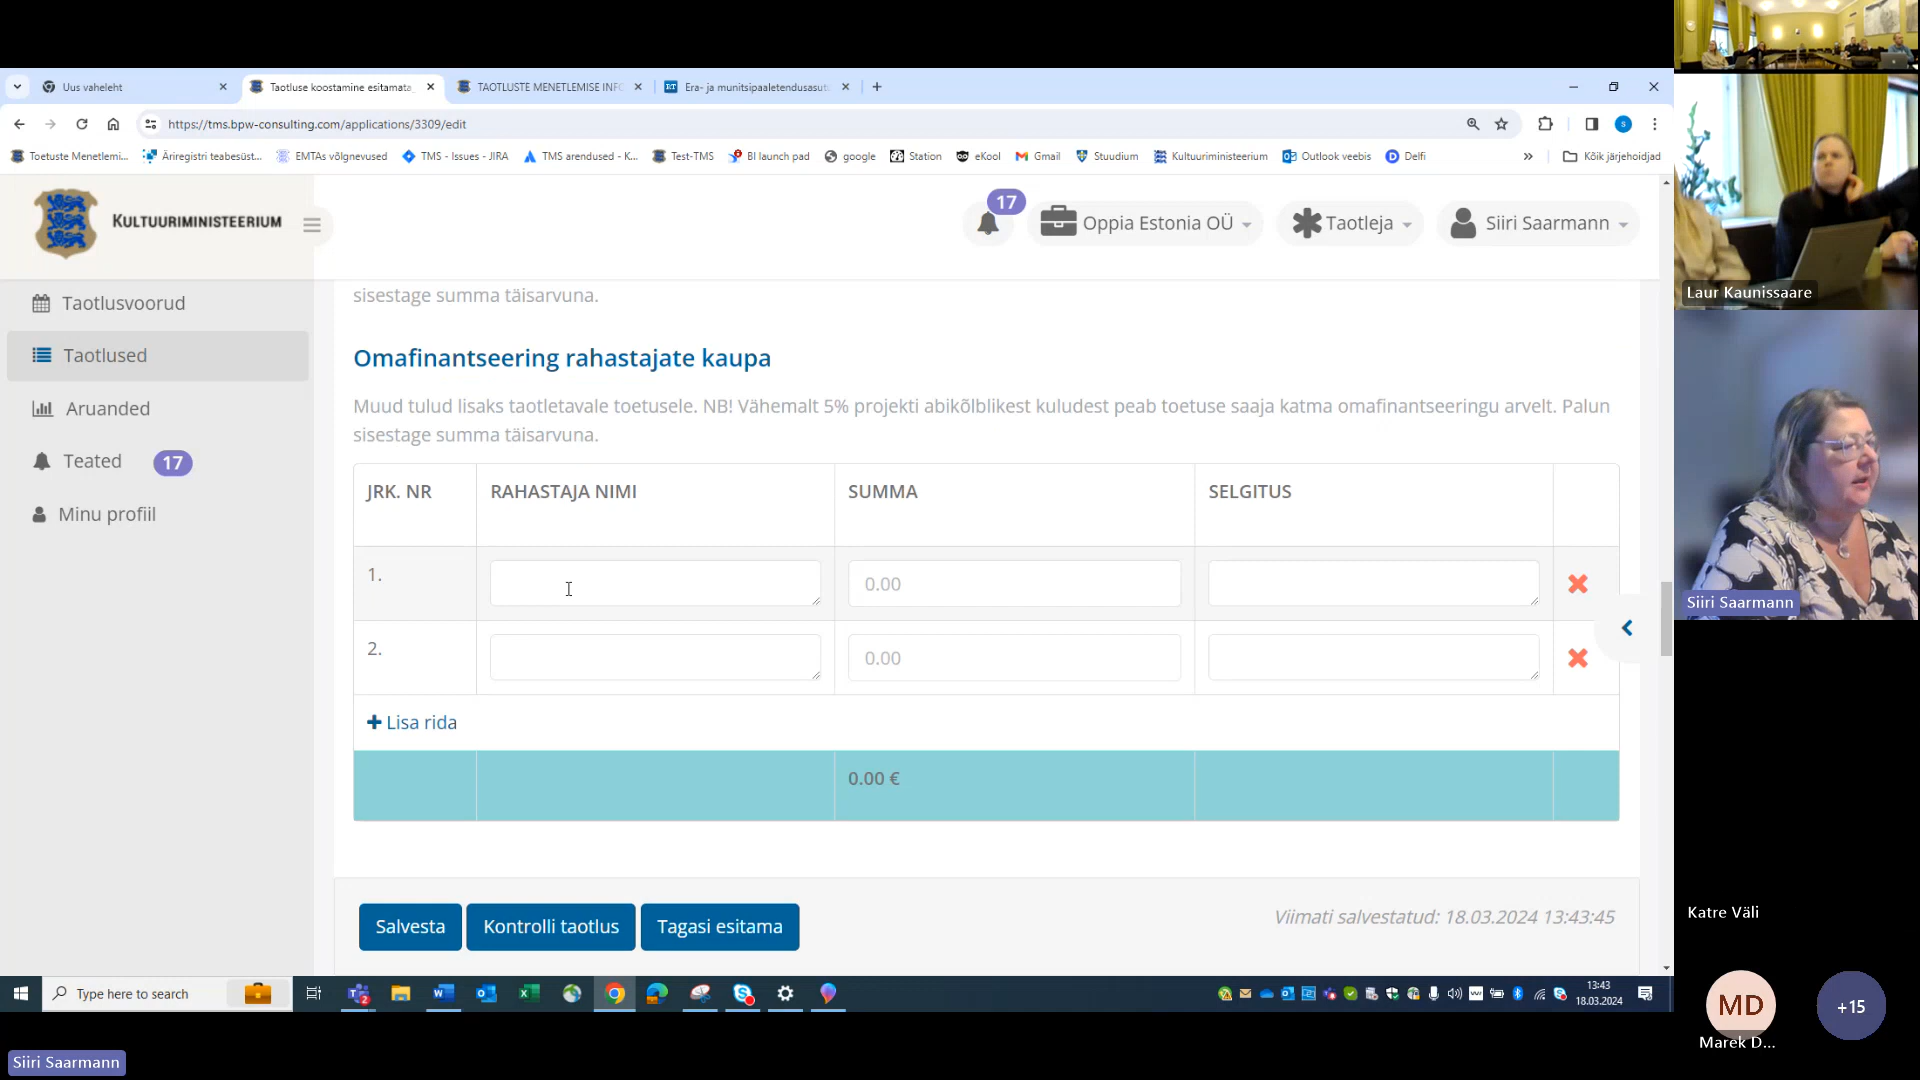 Uus vaheleht
Taotluse koostamine esitamata
TAOTLUSTE MENETLEMISE INFO
Era- ja munitsipaaletendusasutu
https://tms.bpw-consulting.com/applications/3309/edit
S
Toetuste Menetlemi...
Äriregistri teabesüst...
EMTAs võlgnevused
TMS - Issues - JIRA
TMS arendused - K...
Test-TMS
BI launch pad
google
Station
eKool
Gmail
Stuudium
Kultuuriministeerium
Outlook veebis
Delfi
Kõik järjehoidjad
KULTUURIMINISTEERIUM
17
Oppia Estonia OÜ
Taotleja
Siiri Saarmann
Taotlusvoorud
Taotlused
Aruanded
Teated 17
Minu profiil
sisestage summa täisarvuna.
Omafinantseering rahastajate kaupa
Muud tulud lisaks taotletavale toetusele. NB! Vähemalt 5% projekti abikõlblikest kuludest peab toetuse saaja katma omafinantseeringu arvelt. Palun
sisestage summa täisarvuna.
JRK. NR RAHASTAJA NIMI SUMMA SELGITUS
1. 0.00
2. 0.00
Lisa rida
0.00 €
Salvesta Kontrolli taotlus Tagasi esitama
Viimati salvestatud: 18.03.2024 13:43:45
Type here to search
13:43
18.03.2024
Laur Kaunissaare
Siiri Saarmann
Katre Väli
MD
Marek D...
+15
Siiri Saarmann